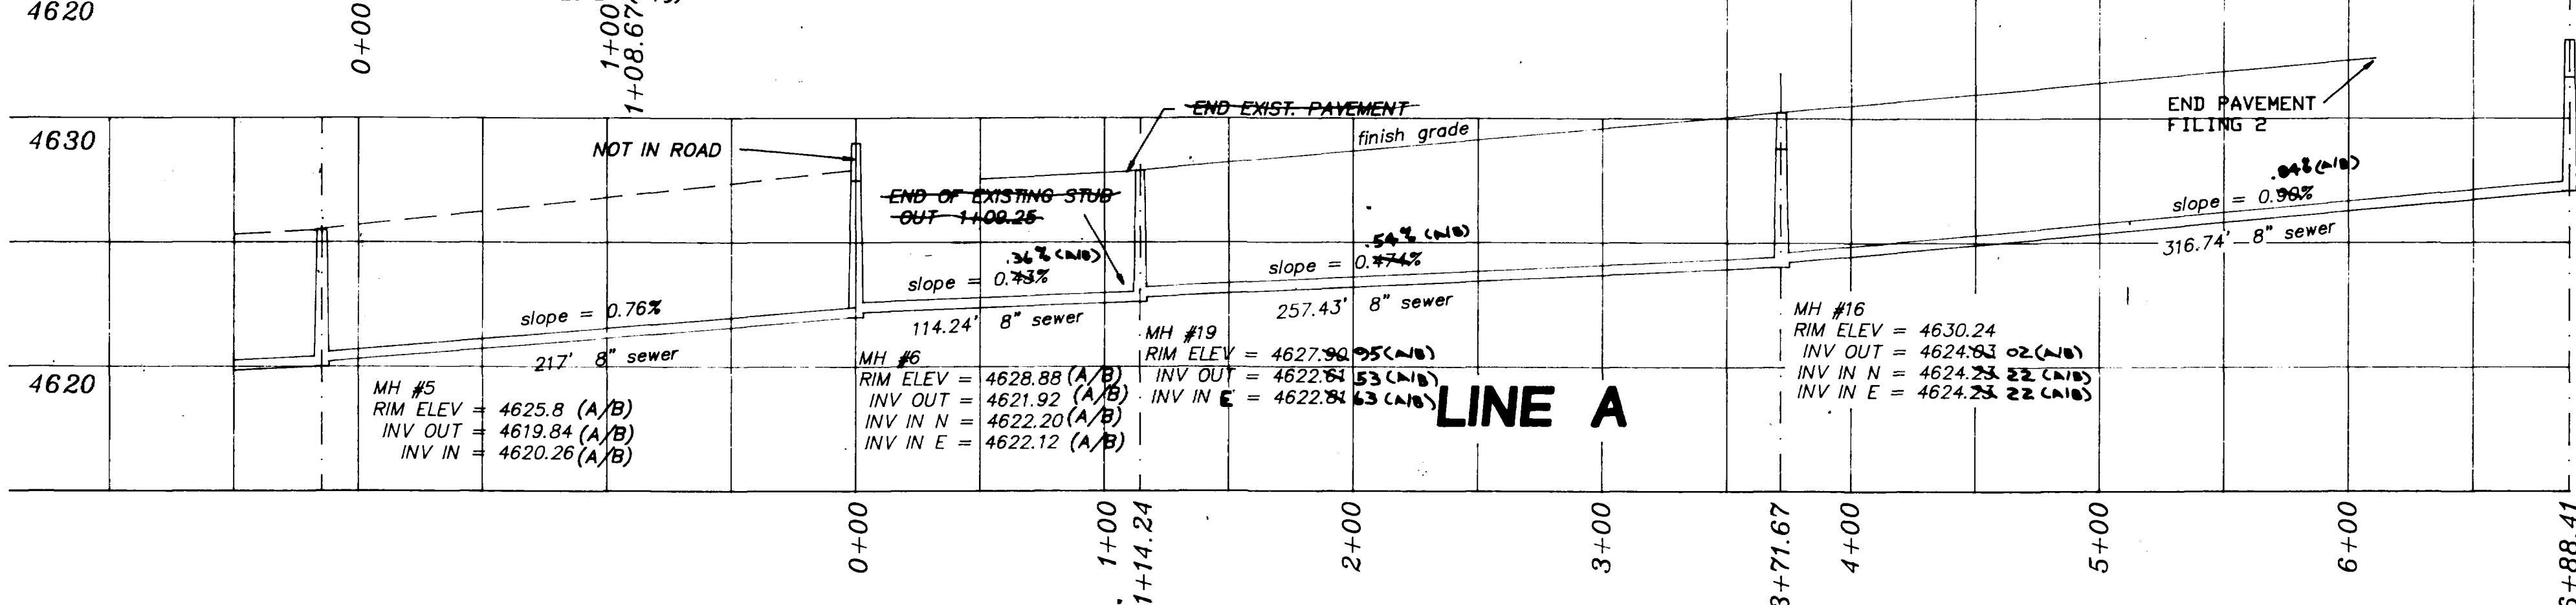 4620
0+00
1+00
1+08.67
4630
NOT IN ROAD
END EXIST. PAVEMENT
finish grade
END PAVEMENT
FILING 2
END OF EXISTING STUB
OUT 1+09.25
.36% (A/B)
slope = 0.43%
.54% (A/B)
slope = 0.474%
.94% (A/B)
slope = 0.90%
slope = 0.76%
217' 8" sewer
114.24' 8" sewer
257.43' 8" sewer
316.74' 8" sewer
4620
MH #5
RIM ELEV = 4625.8 (A/B)
INV OUT = 4619.84 (A/B)
INV IN = 4620.26 (A/B)
MH #6
RIM ELEV = 4628.88 (A/B)
INV OUT = 4621.92 (A/B)
INV IN N = 4622.20 (A/B)
INV IN E = 4622.12 (A/B)
MH #19
RIM ELEV = 4627.90 95 (A/B)
INV OUT = 4622.61 53 (A/B)
INV IN E = 4622.81 63 (A/B)
LINE A
MH #16
RIM ELEV = 4630.24
INV OUT = 4624.03 02 (A/B)
INV IN N = 4624.23 22 (A/B)
INV IN E = 4624.23 22 (A/B)
0+00
1+00
1+14.24
2+00
3+00
3+71.67
4+00
5+00
6+00
6+88.41